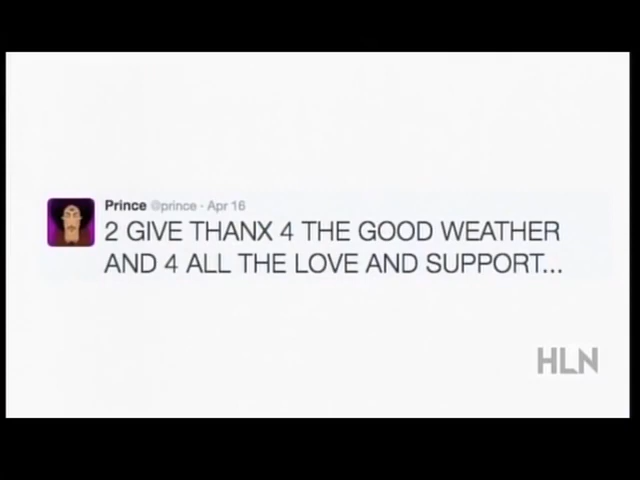 Prince @prince · Apr 16
2 GIVE THANX 4 THE GOOD WEATHER
AND 4 ALL THE LOVE AND SUPPORT...
HLN